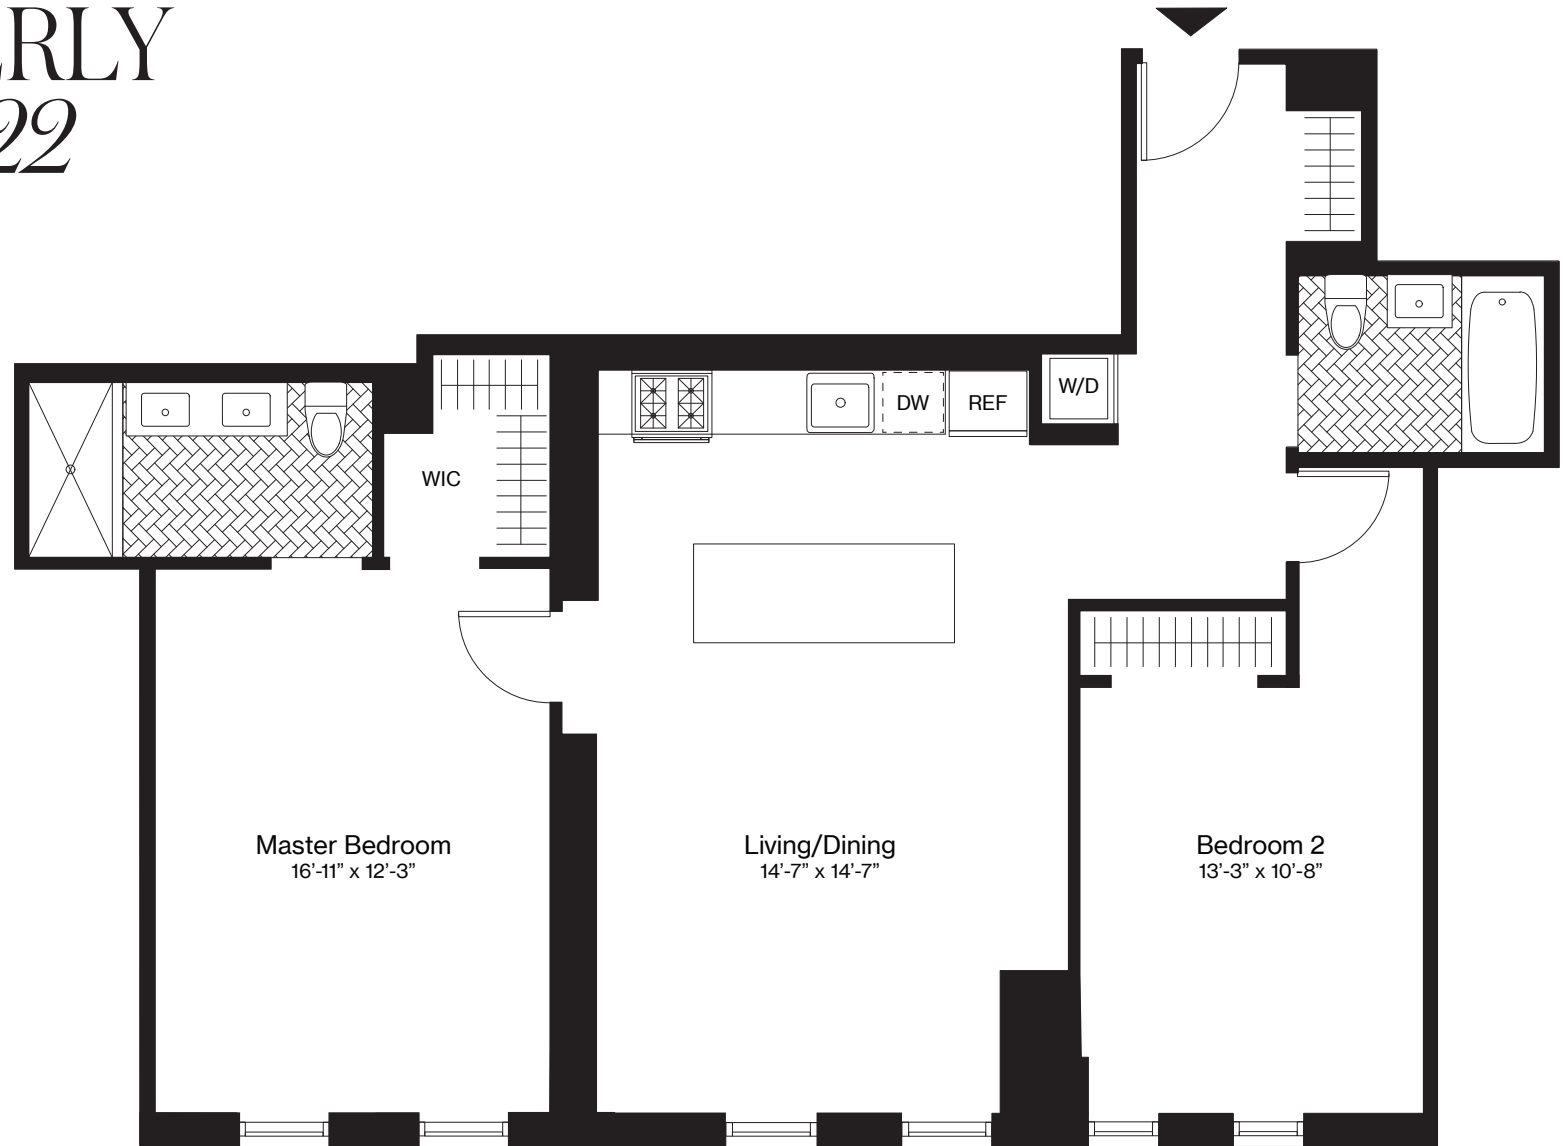 ERLY
22
W/D
DW
REF
WIC
Master Bedroom
16’-11” x 12’-3”
Living/Dining
14’-7” x 14’-7”
Bedroom 2
13’-3” x 10’-8”